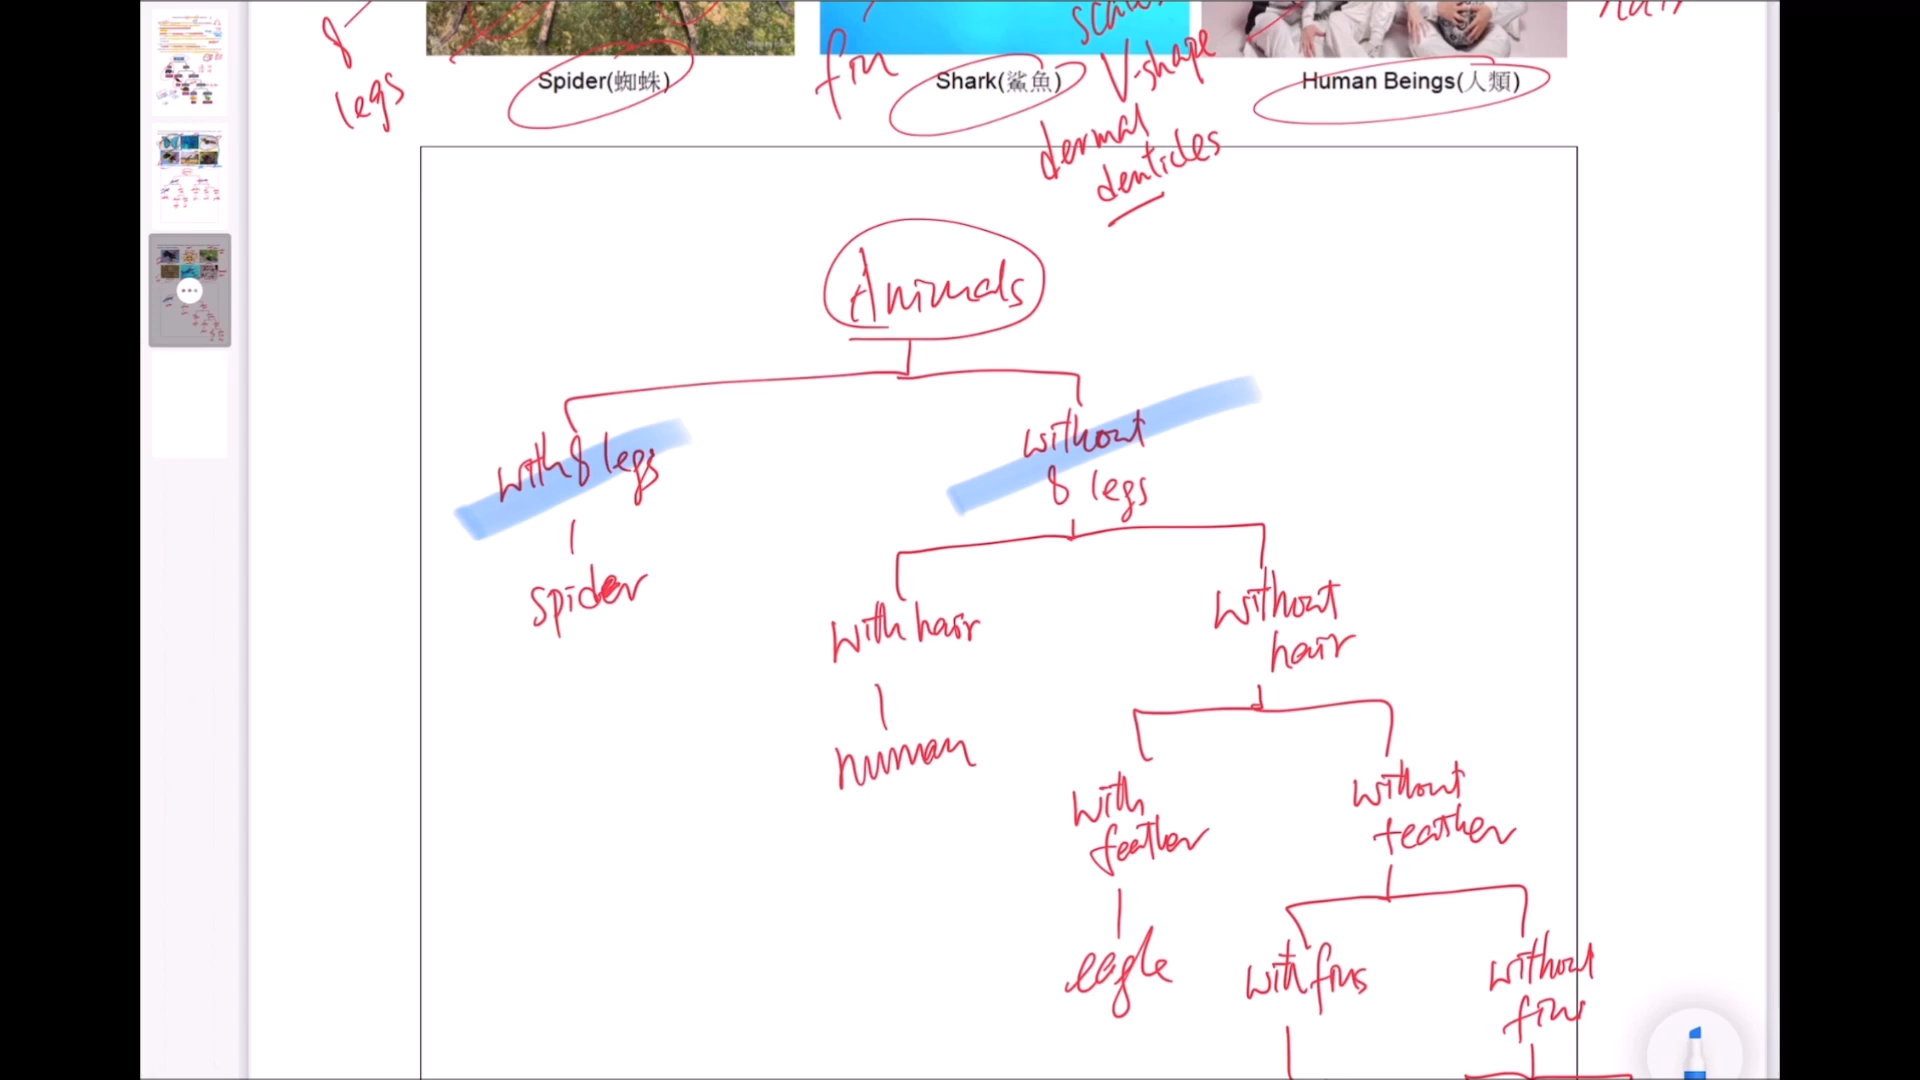 8
legs
Spider(蜘蛛)
fin
Shark(鯊魚)
V-shape
dermal
denticles
Human Beings(人類)
Animals
with 8 legs
without
8 legs
spider
with hair
without
hair
human
with
feather
without
feather
eagle
with fins
without
fins